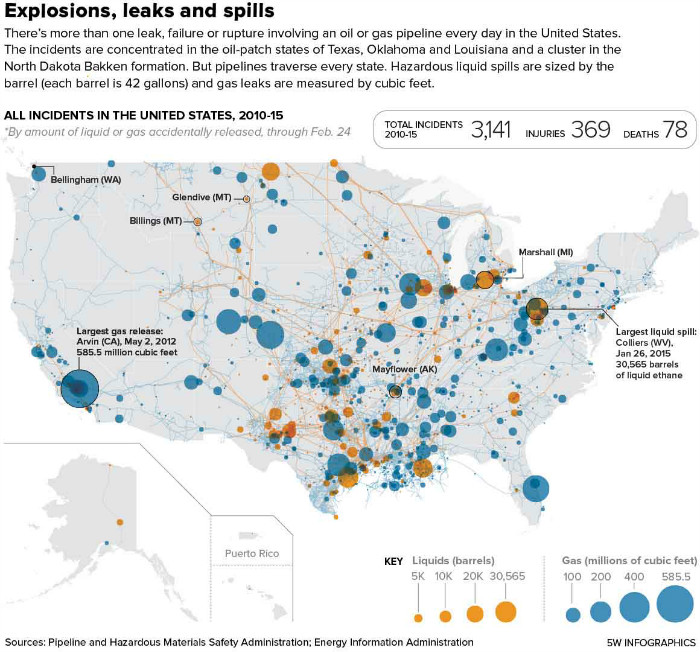 Explosions, leaks and spills
There's more than one leak, failure or rupture involving an oil or gas pipeline every day in the United States.
The incidents are concentrated in the oil-patch states of Texas, Oklahoma and Louisiana and a cluster in the
North Dakota Bakken formation. But pipelines traverse every state. Hazardous liquid spills are sized by the
barrel (each barrel is 42 gallons) and gas leaks are measured by cubic feet.
ALL INCIDENTS IN THE UNITED STATES, 2010-15
*By amount of liquid or gas accidentally released, through Feb. 24
TOTAL INCIDENTS
2010-15
3,141
INJURIES 369
DEATHS 78
Bellingham (WA)
Glendive (MT)
Billings (MT)
Marshall (MI)
Largest gas release:
Arvin (CA), May 2, 2012
585.5 million cubic feet
Largest liquid spill:
Colliers (WV),
Jan 26, 2015
30,565 barrels
of liquid ethane
Mayflower (AK)
Puerto Rico
KEY
Liquids (barrels)
5K 10K 20K 30,565
Gas (millions of cubic feet)
100 200 400 585.5
Sources: Pipeline and Hazardous Materials Safety Administration; Energy Information Administration
5W INFOGRAPHICS